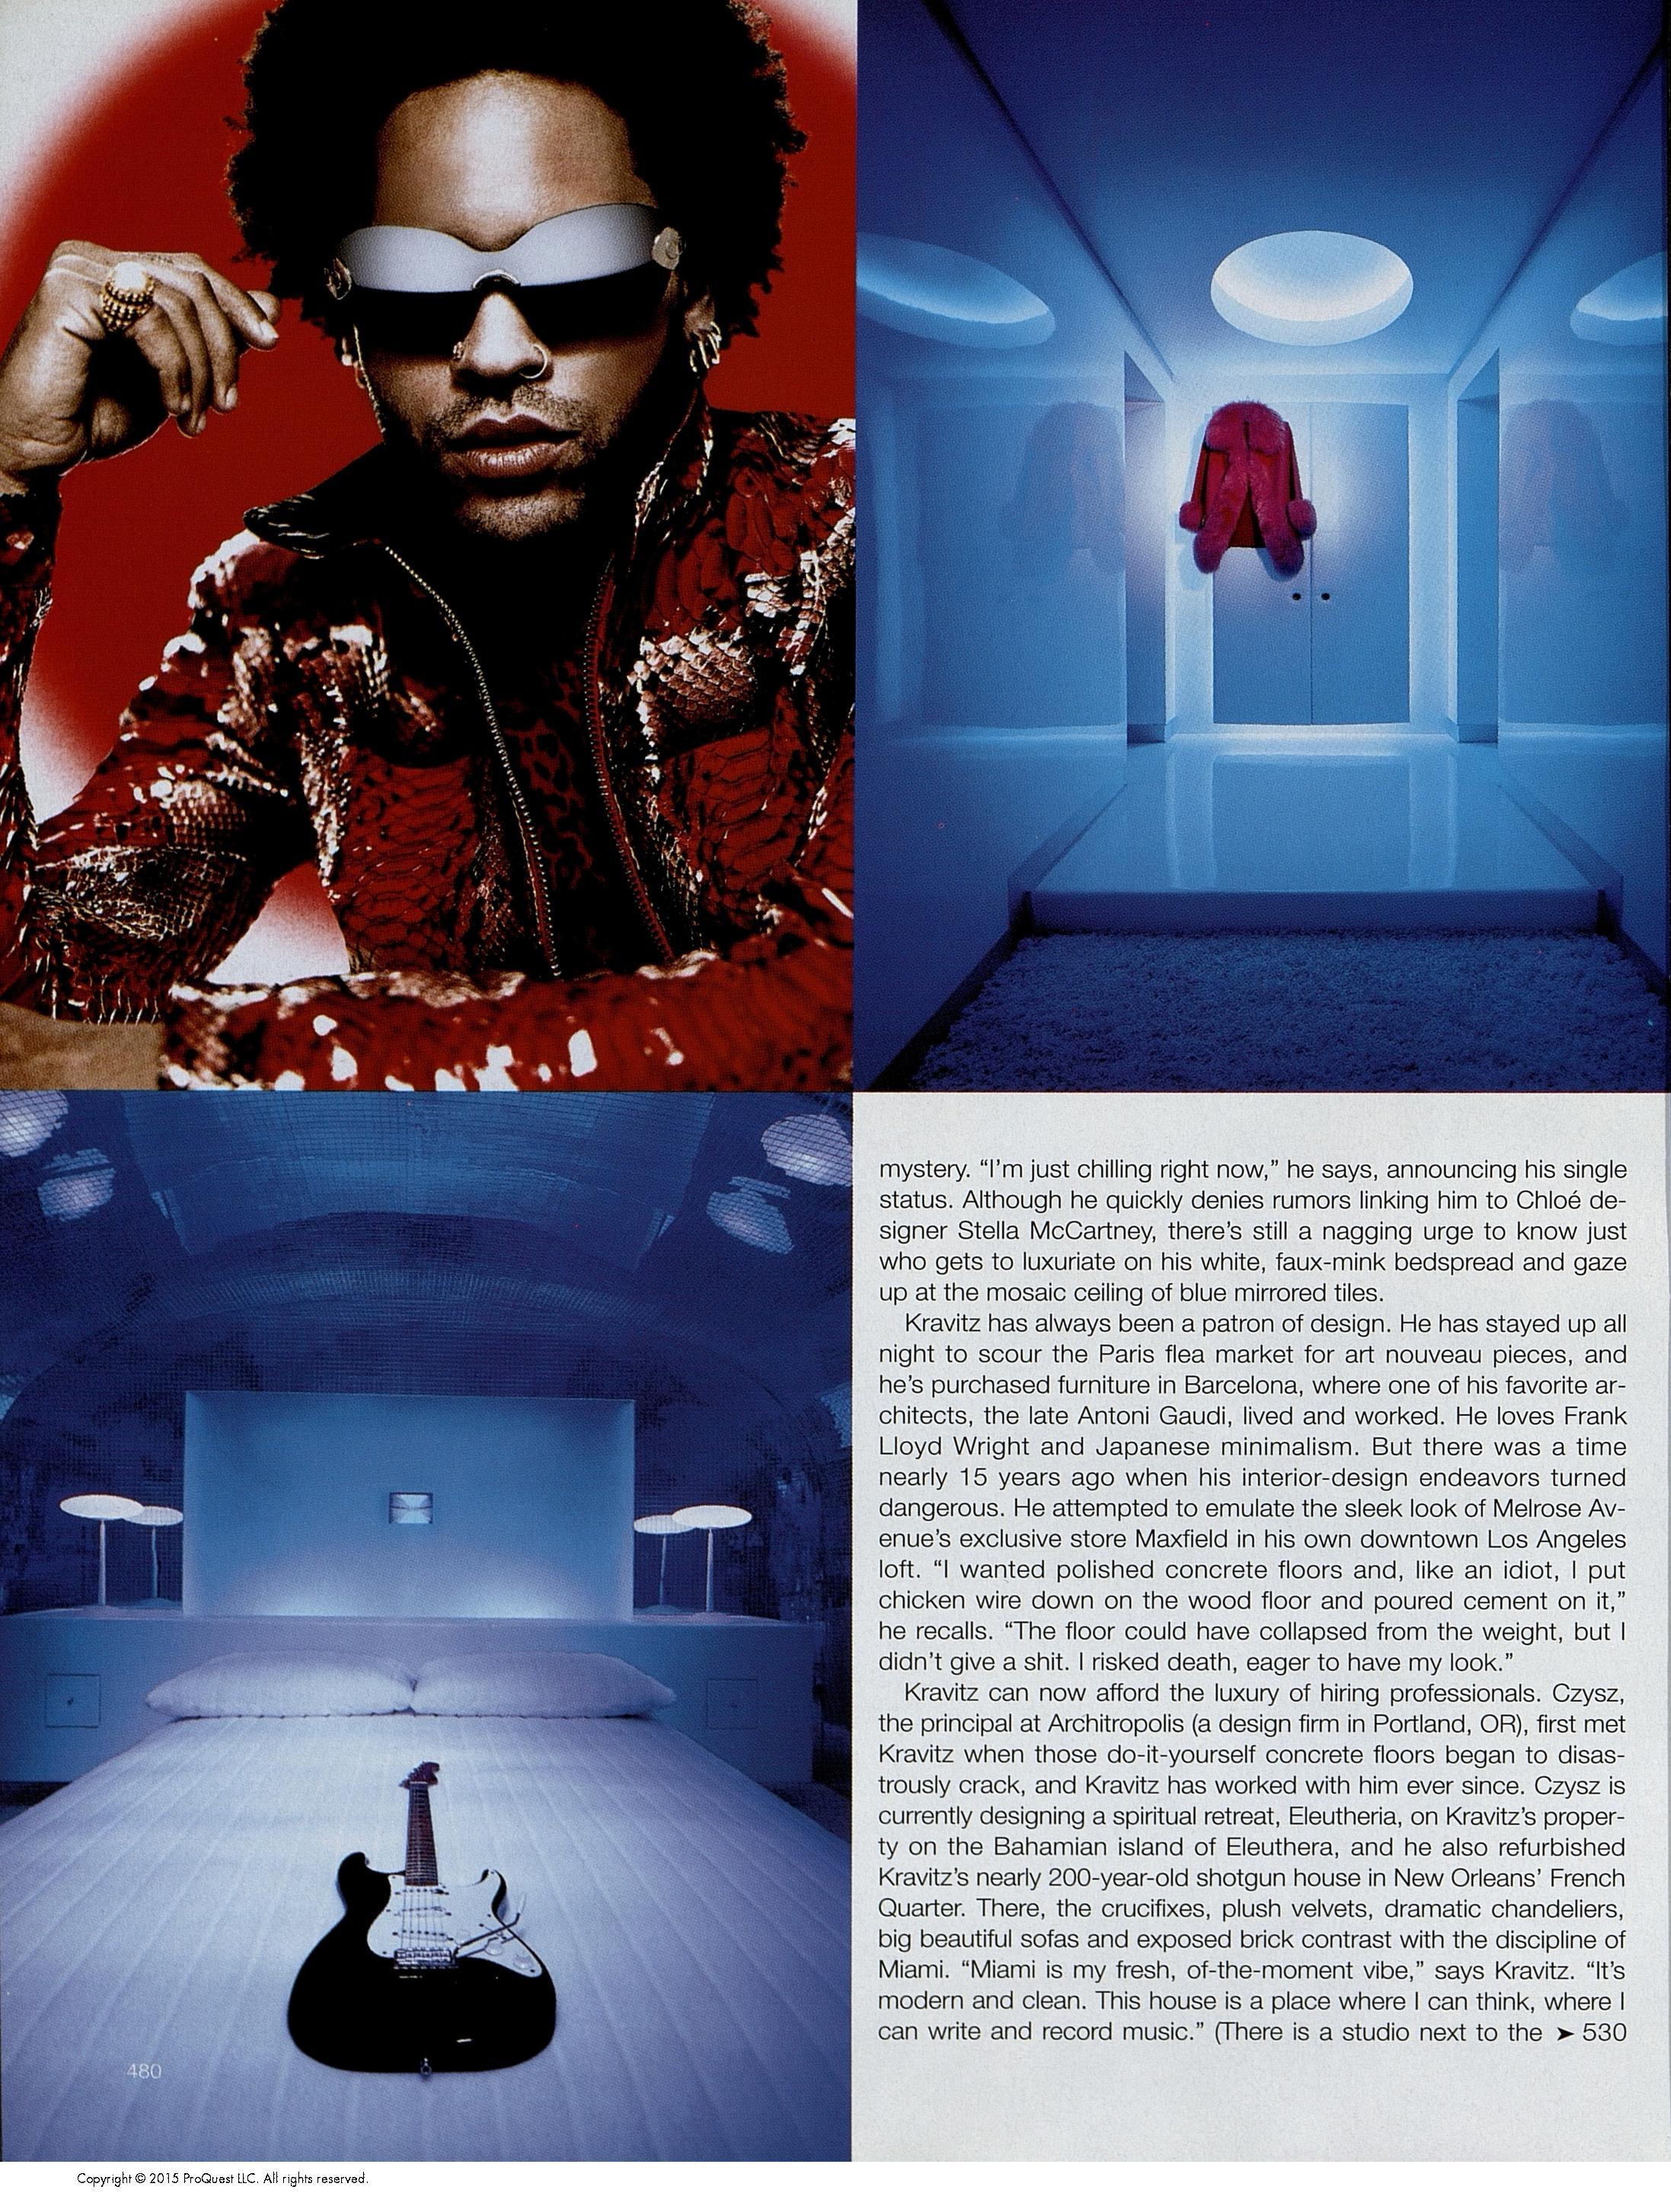 mystery. “I’m just chilling right now,” he says, announcing his single
status. Although he quickly denies rumors linking him to Chloé de-
signer Stella McCartney, there’s still a nagging urge to know just
who gets to luxuriate on his white, faux-mink bedspread and gaze
up at the mosaic ceiling of blue mirrored tiles.
Kravitz has always been a patron of design. He has stayed up all
night to scour the Paris flea market for art nouveau pieces, and
he’s purchased furniture in Barcelona, where one of his favorite ar-
chitects, the late Antoni Gaudi, lived and worked. He loves Frank
Lloyd Wright and Japanese minimalism. But there was a time
nearly 15 years ago when his interior-design endeavors turned
dangerous. He attempted to emulate the sleek look of Melrose Av-
enue’s exclusive store Maxfield in his own downtown Los Angeles
loft. “I wanted polished concrete floors and, like an idiot, I put
chicken wire down on the wood floor and poured cement on it,”
he recalls. “The floor could have collapsed from the weight, but I
didn’t give a shit. I risked death, eager to have my look.”
Kravitz can now afford the luxury of hiring professionals. Czysz,
the principal at Architropolis (a design firm in Portland, OR), first met
Kravitz when those do-it-yourself concrete floors began to disas-
trously crack, and Kravitz has worked with him ever since. Czysz is
currently designing a spiritual retreat, Eleutheria, on Kravitz’s proper-
ty on the Bahamian island of Eleuthera, and he also refurbished
Kravitz’s nearly 200-year-old shotgun house in New Orleans’ French
Quarter. There, the crucifixes, plush velvets, dramatic chandeliers,
big beautiful sofas and exposed brick contrast with the discipline of
Miami. “Miami is my fresh, of-the-moment vibe,” says Kravitz. “It’s
modern and clean. This house is a place where I can think, where I
can write and record music.” (There is a studio next to the ➤ 530
480
Copyright © 2015 ProQuest LLC. All rights reserved.